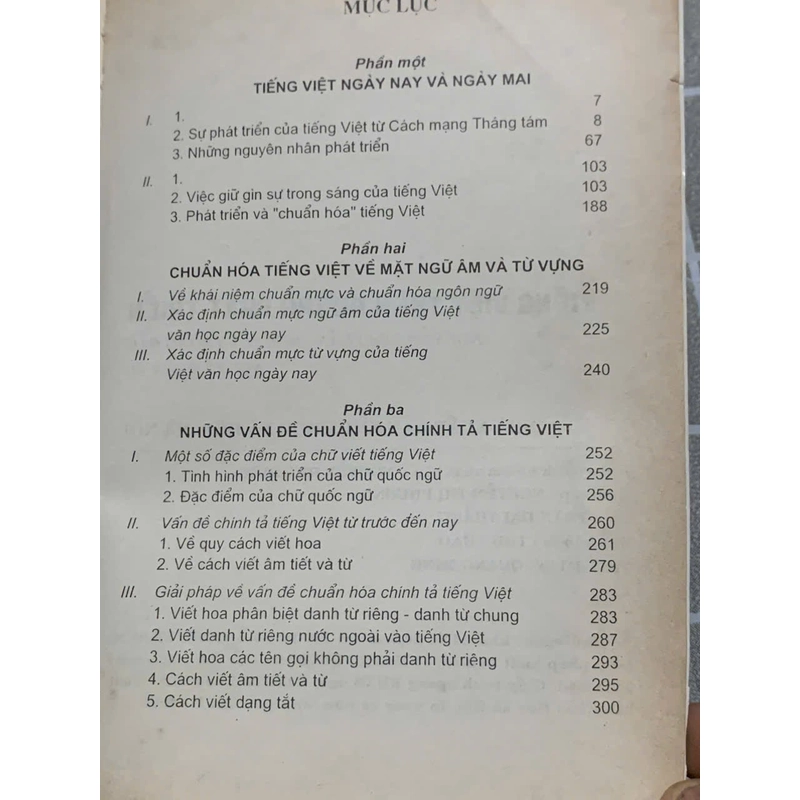 MỤC LỤC
Phần một
TIẾNG VIỆT NGÀY NAY VÀ NGÀY MAI
I. 1. 7
2. Sự phát triển của tiếng Việt từ Cách mạng Tháng tám 8
3. Những nguyên nhân phát triển 67
II. 1. 103
2. Việc giữ gìn sự trong sáng của tiếng Việt 103
3. Phát triển và "chuẩn hóa" tiếng Việt 188
Phần hai
CHUẨN HÓA TIẾNG VIỆT VỀ MẶT NGỮ ÂM VÀ TỪ VỰNG
I. Về khái niệm chuẩn mực và chuẩn hóa ngôn ngữ 219
II. Xác định chuẩn mực ngữ âm của tiếng Việt
văn học ngày nay 225
III. Xác định chuẩn mực từ vựng của tiếng
Việt văn học ngày nay 240
Phần ba
NHỮNG VẤN ĐỀ CHUẨN HÓA CHÍNH TẢ TIẾNG VIỆT
I. Một số đặc điểm của chữ viết tiếng Việt 252
1. Tình hình phát triển của chữ quốc ngữ 252
2. Đặc điểm của chữ quốc ngữ 256
II. Vấn đề chính tả tiếng Việt từ trước đến nay 260
1. Về quy cách viết hoa 261
2. Về cách viết âm tiết và từ 279
III. Giải pháp về vấn đề chuẩn hóa chính tả tiếng Việt 283
1. Viết hoa phân biệt danh từ riêng - danh từ chung 283
2. Viết danh từ riêng nước ngoài vào tiếng Việt 287
3. Viết hoa các tên gọi không phải danh từ riêng 293
4. Cách viết âm tiết và từ 295
5. Cách viết dạng tắt 300